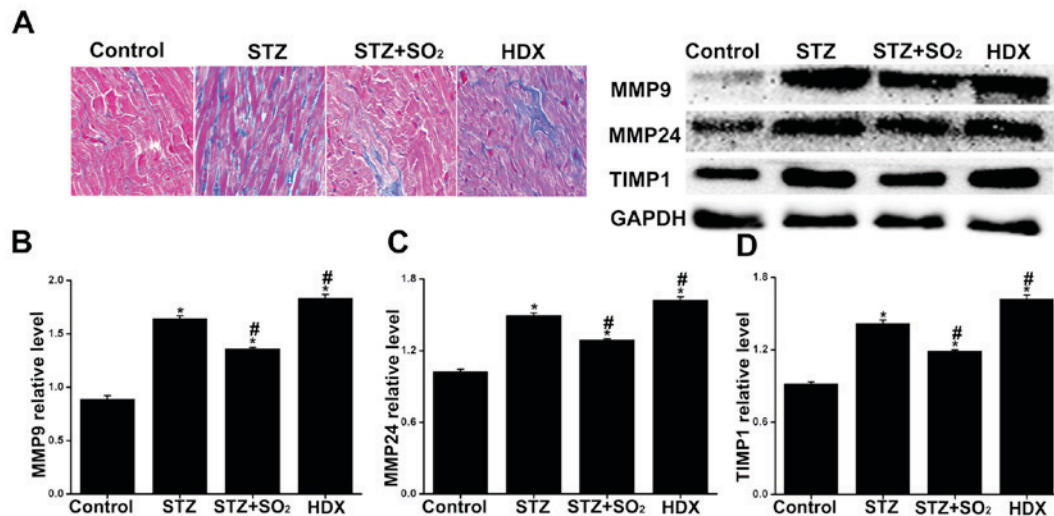 A
Control STZ STZ+SO₂ HDX
Control STZ STZ+SO₂ HDX
MMP9
MMP24
TIMP1
GAPDH
B
MMP9 relative level
2.0
1.5
1.0
0.5
0.0
*
#
*
#
*
Control STZ STZ+SO₂ HDX
C
MMP24 relative level
1.8
1.2
0.6
0.0
*
#
*
#
*
Control STZ STZ+SO₂ HDX
D
TIMP1 relative level
1.8
1.2
0.6
0.0
*
#
*
#
*
Control STZ STZ+SO₂ HDX